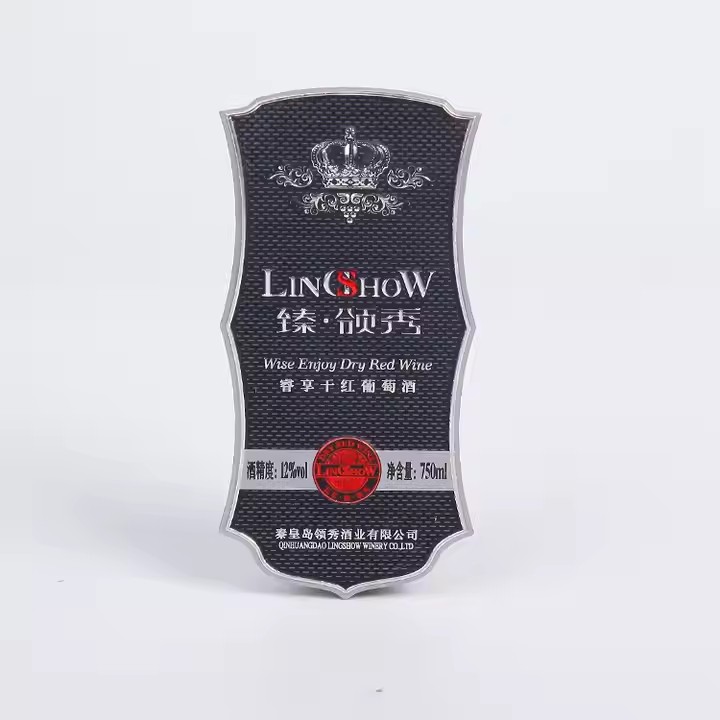 LINGSHOW
臻·领秀
Wise Enjoy Dry Red Wine
睿享干红葡萄酒
酒精度：12%vol
LINGSHOW
净含量：750ml
秦皇岛领秀酒业有限公司
QINHUANGDAO LINGSHOW WINERY CO.,LTD